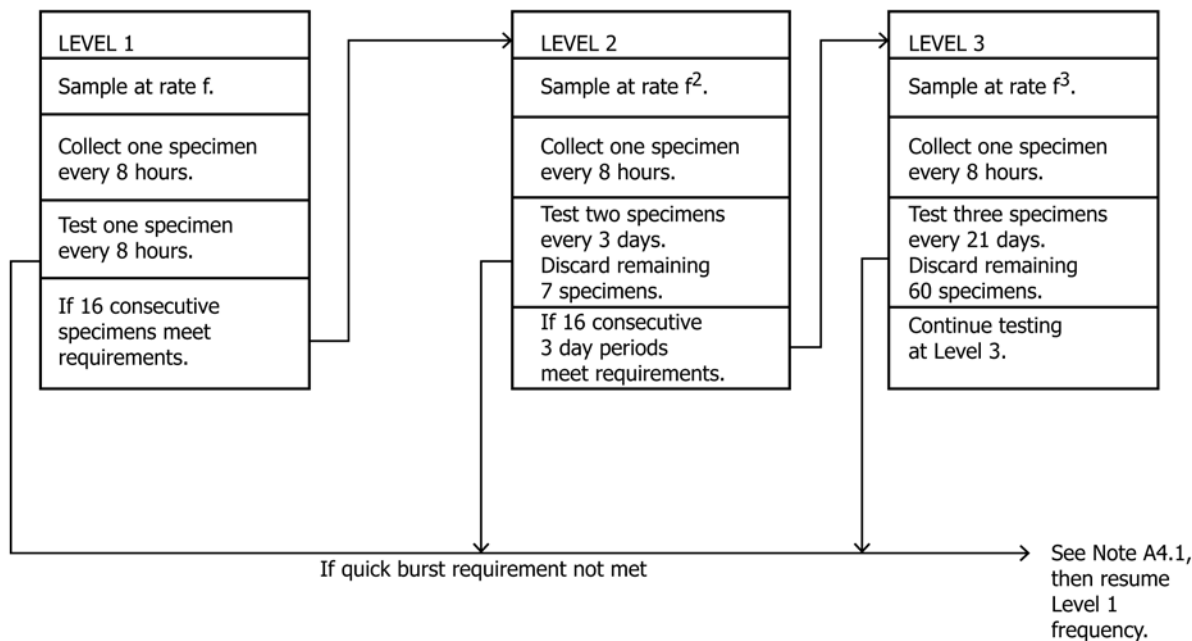 LEVEL 1
Sample at rate f.
Collect one specimen
every 8 hours.
Test one specimen
every 8 hours.
If 16 consecutive
specimens meet
requirements.
LEVEL 2
Sample at rate f².
Collect one specimen
every 8 hours.
Test two specimens
every 3 days.
Discard remaining
7 specimens.
If 16 consecutive
3 day periods
meet requirements.
LEVEL 3
Sample at rate f³.
Collect one specimen
every 8 hours.
Test three specimens
every 21 days.
Discard remaining
60 specimens.
Continue testing
at Level 3.
If quick burst requirement not met
See Note A4.1,
then resume
Level 1
frequency.